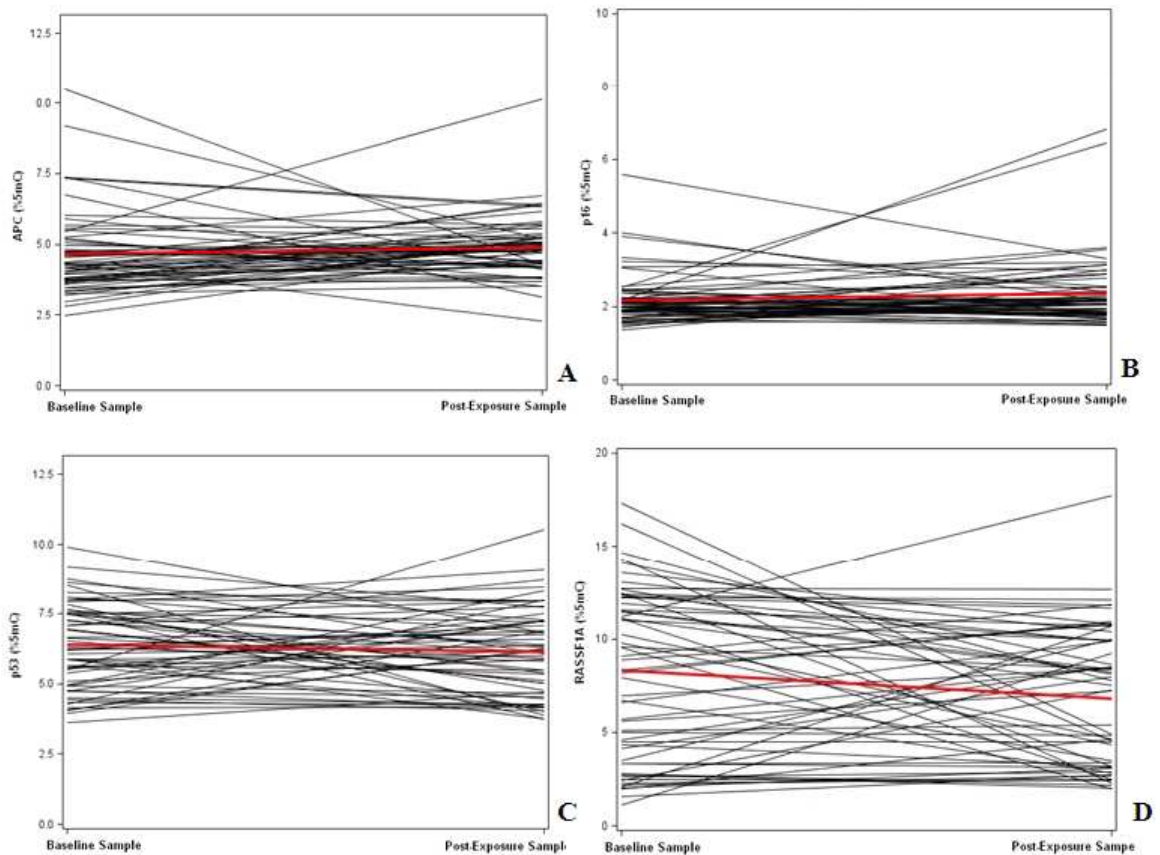 12.5
0.0
7.5
5.0
2.5
0.0
APC (%5mC)
Baseline Sample
Post-Exposure Sample
A
10
8
6
4
2
0
p16 (%5mC)
Baseline Sample
Post-Exposure Sample
B
12.5
10.0
7.5
5.0
2.5
0.0
p53 (%5mC)
Baseline Sample
Post-Exposure Sampl
C
20
15
10
5
0
RASSF1A (%5mC)
Baseline Sample
Post-Exposure Sampe
D